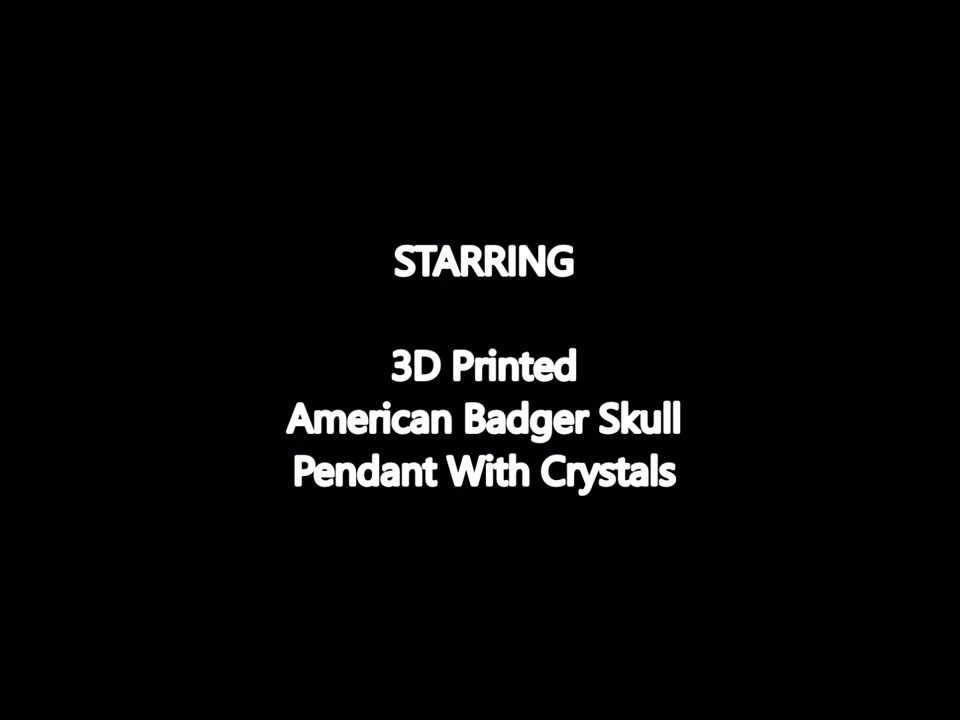 STARRING
3D Printed
American Badger Skull
Pendant With Crystals